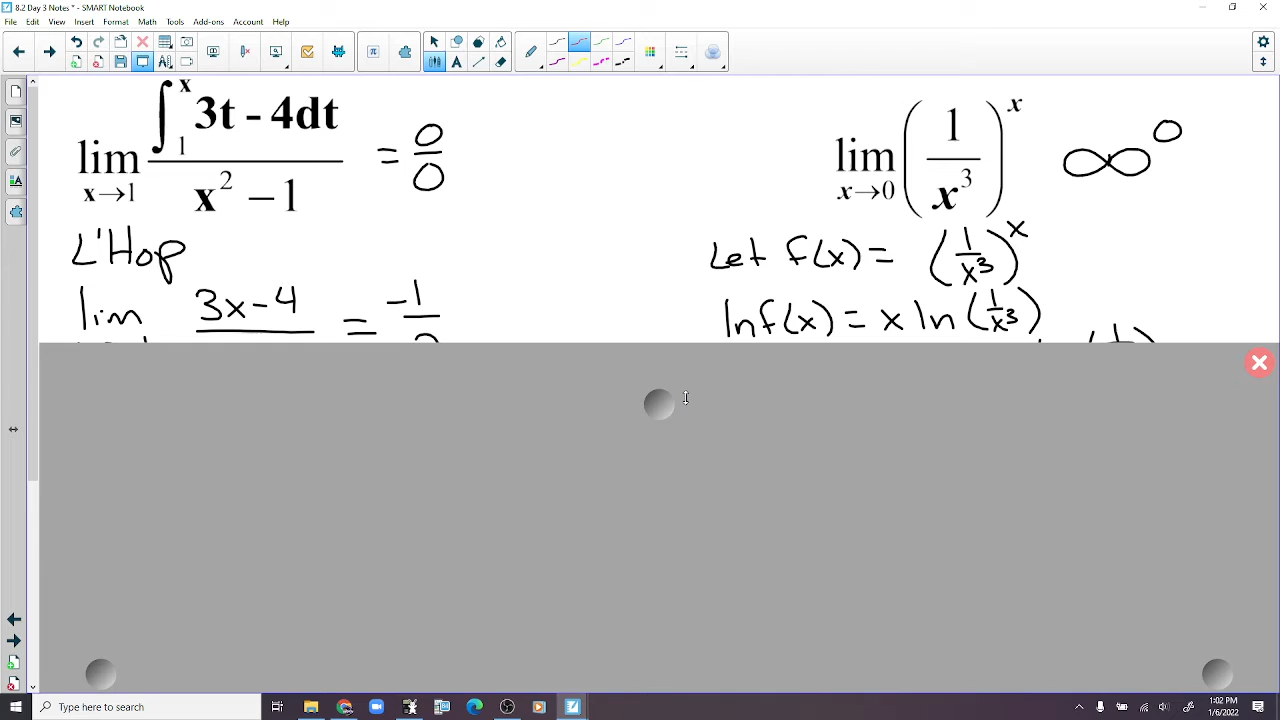 8.2 Day 3 Notes * - SMART Notebook
File Edit View Insert Format Math Tools Add-ons Account Help
lim x→1 ∫₁ˣ 3t - 4dt / x² − 1 = 0/0
L'Hop
lim 3x-4 = -1
lim x→0 (1/x³)ˣ ∞⁰
Let f(x) = (1/x³)ˣ
ln f(x) = x ln(1/x³)
Type here to search
1:02 PM
1/6/2022